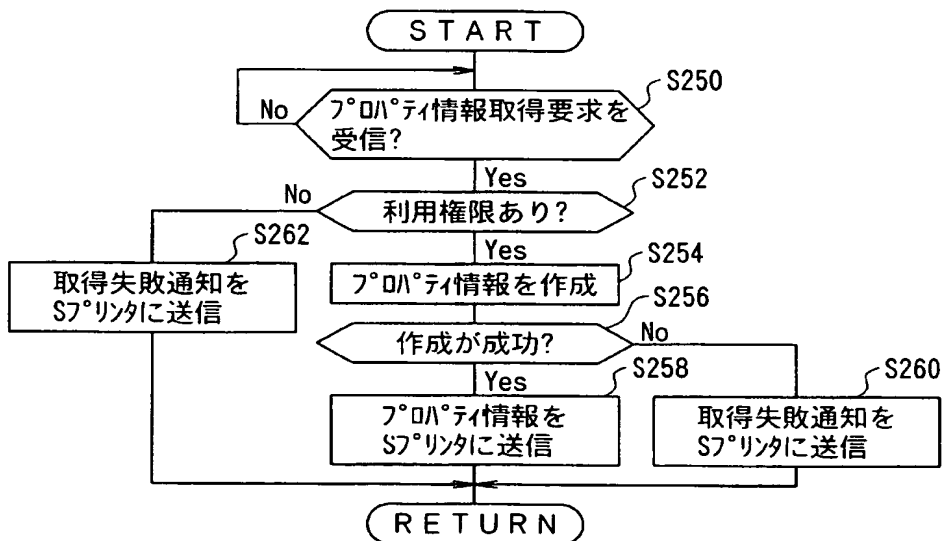 START
S250
No
ﾌﾟﾛﾊﾟﾃｨ情報取得要求を
受信?
Yes
S252
No
利用権限あり?
S262
Yes
S254
取得失敗通知を
Sﾌﾟﾘﾝﾀに送信
ﾌﾟﾛﾊﾟﾃｨ情報を作成
S256
作成が成功?
No
Yes
S258
S260
ﾌﾟﾛﾊﾟﾃｨ情報を
Sﾌﾟﾘﾝﾀに送信
取得失敗通知を
Sﾌﾟﾘﾝﾀに送信
RETURN